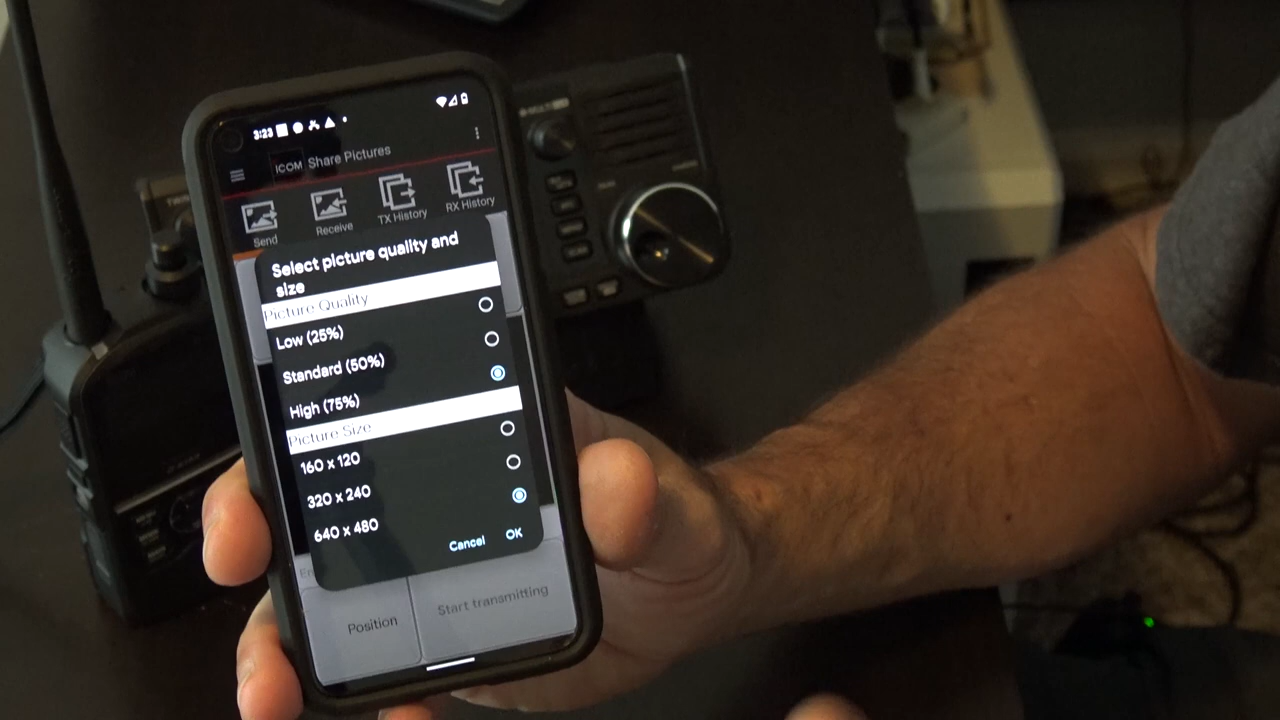 3:23
ICOM Share Pictures
Send
Receive
TX History
RX History
Select picture quality and
size
Picture Quality
Low (25%)
Standard (50%)
High (75%)
Picture Size
160 x 120
320 x 240
640 x 480
Cancel OK
Position
Start transmitting